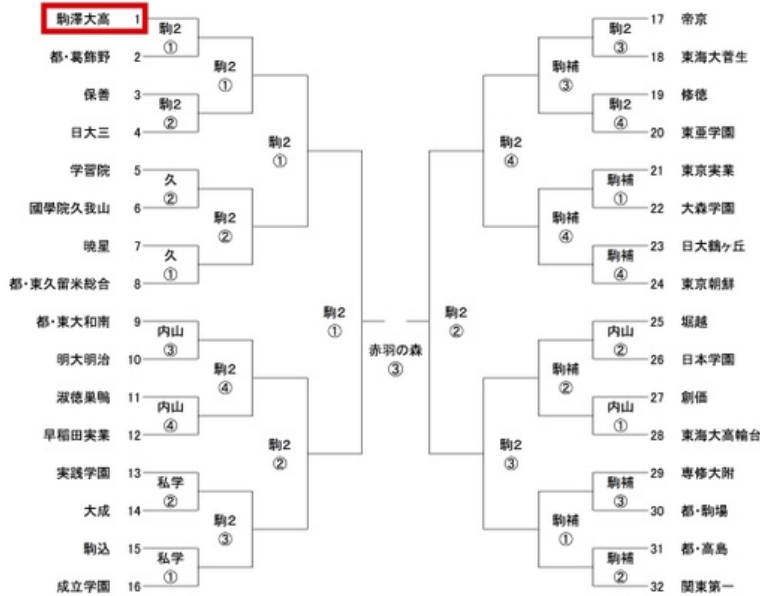 駒澤大高 1
都・葛飾野 2
保善 3
日大三 4
学習院 5
國學院久我山 6
暁星 7
都・東久留米総合 8
都・東大和南 9
明大明治 10
淑徳巣鴨 11
早稲田実業 12
実践学園 13
大成 14
駒込 15
成立学園 16
駒2
①
駒2
②
久
②
久
①
内山
③
内山
④
私学
②
私学
①
駒2
①
駒2
②
駒2
④
駒2
③
駒2
①
駒2
②
駒2
①
赤羽の森
③
駒2
②
駒2
④
駒2
③
駒補
③
駒補
④
駒補
②
駒補
①
駒2
③
駒2
④
駒補
①
駒補
④
内山
②
内山
①
駒補
③
駒補
②
17 帝京
18 東海大菅生
19 修徳
20 東亜学園
21 東京実業
22 大森学園
23 日大鶴ヶ丘
24 東京朝鮮
25 堀越
26 日本学園
27 創価
28 東海大高輪台
29 専修大附
30 都・駒場
31 都・高島
32 関東第一